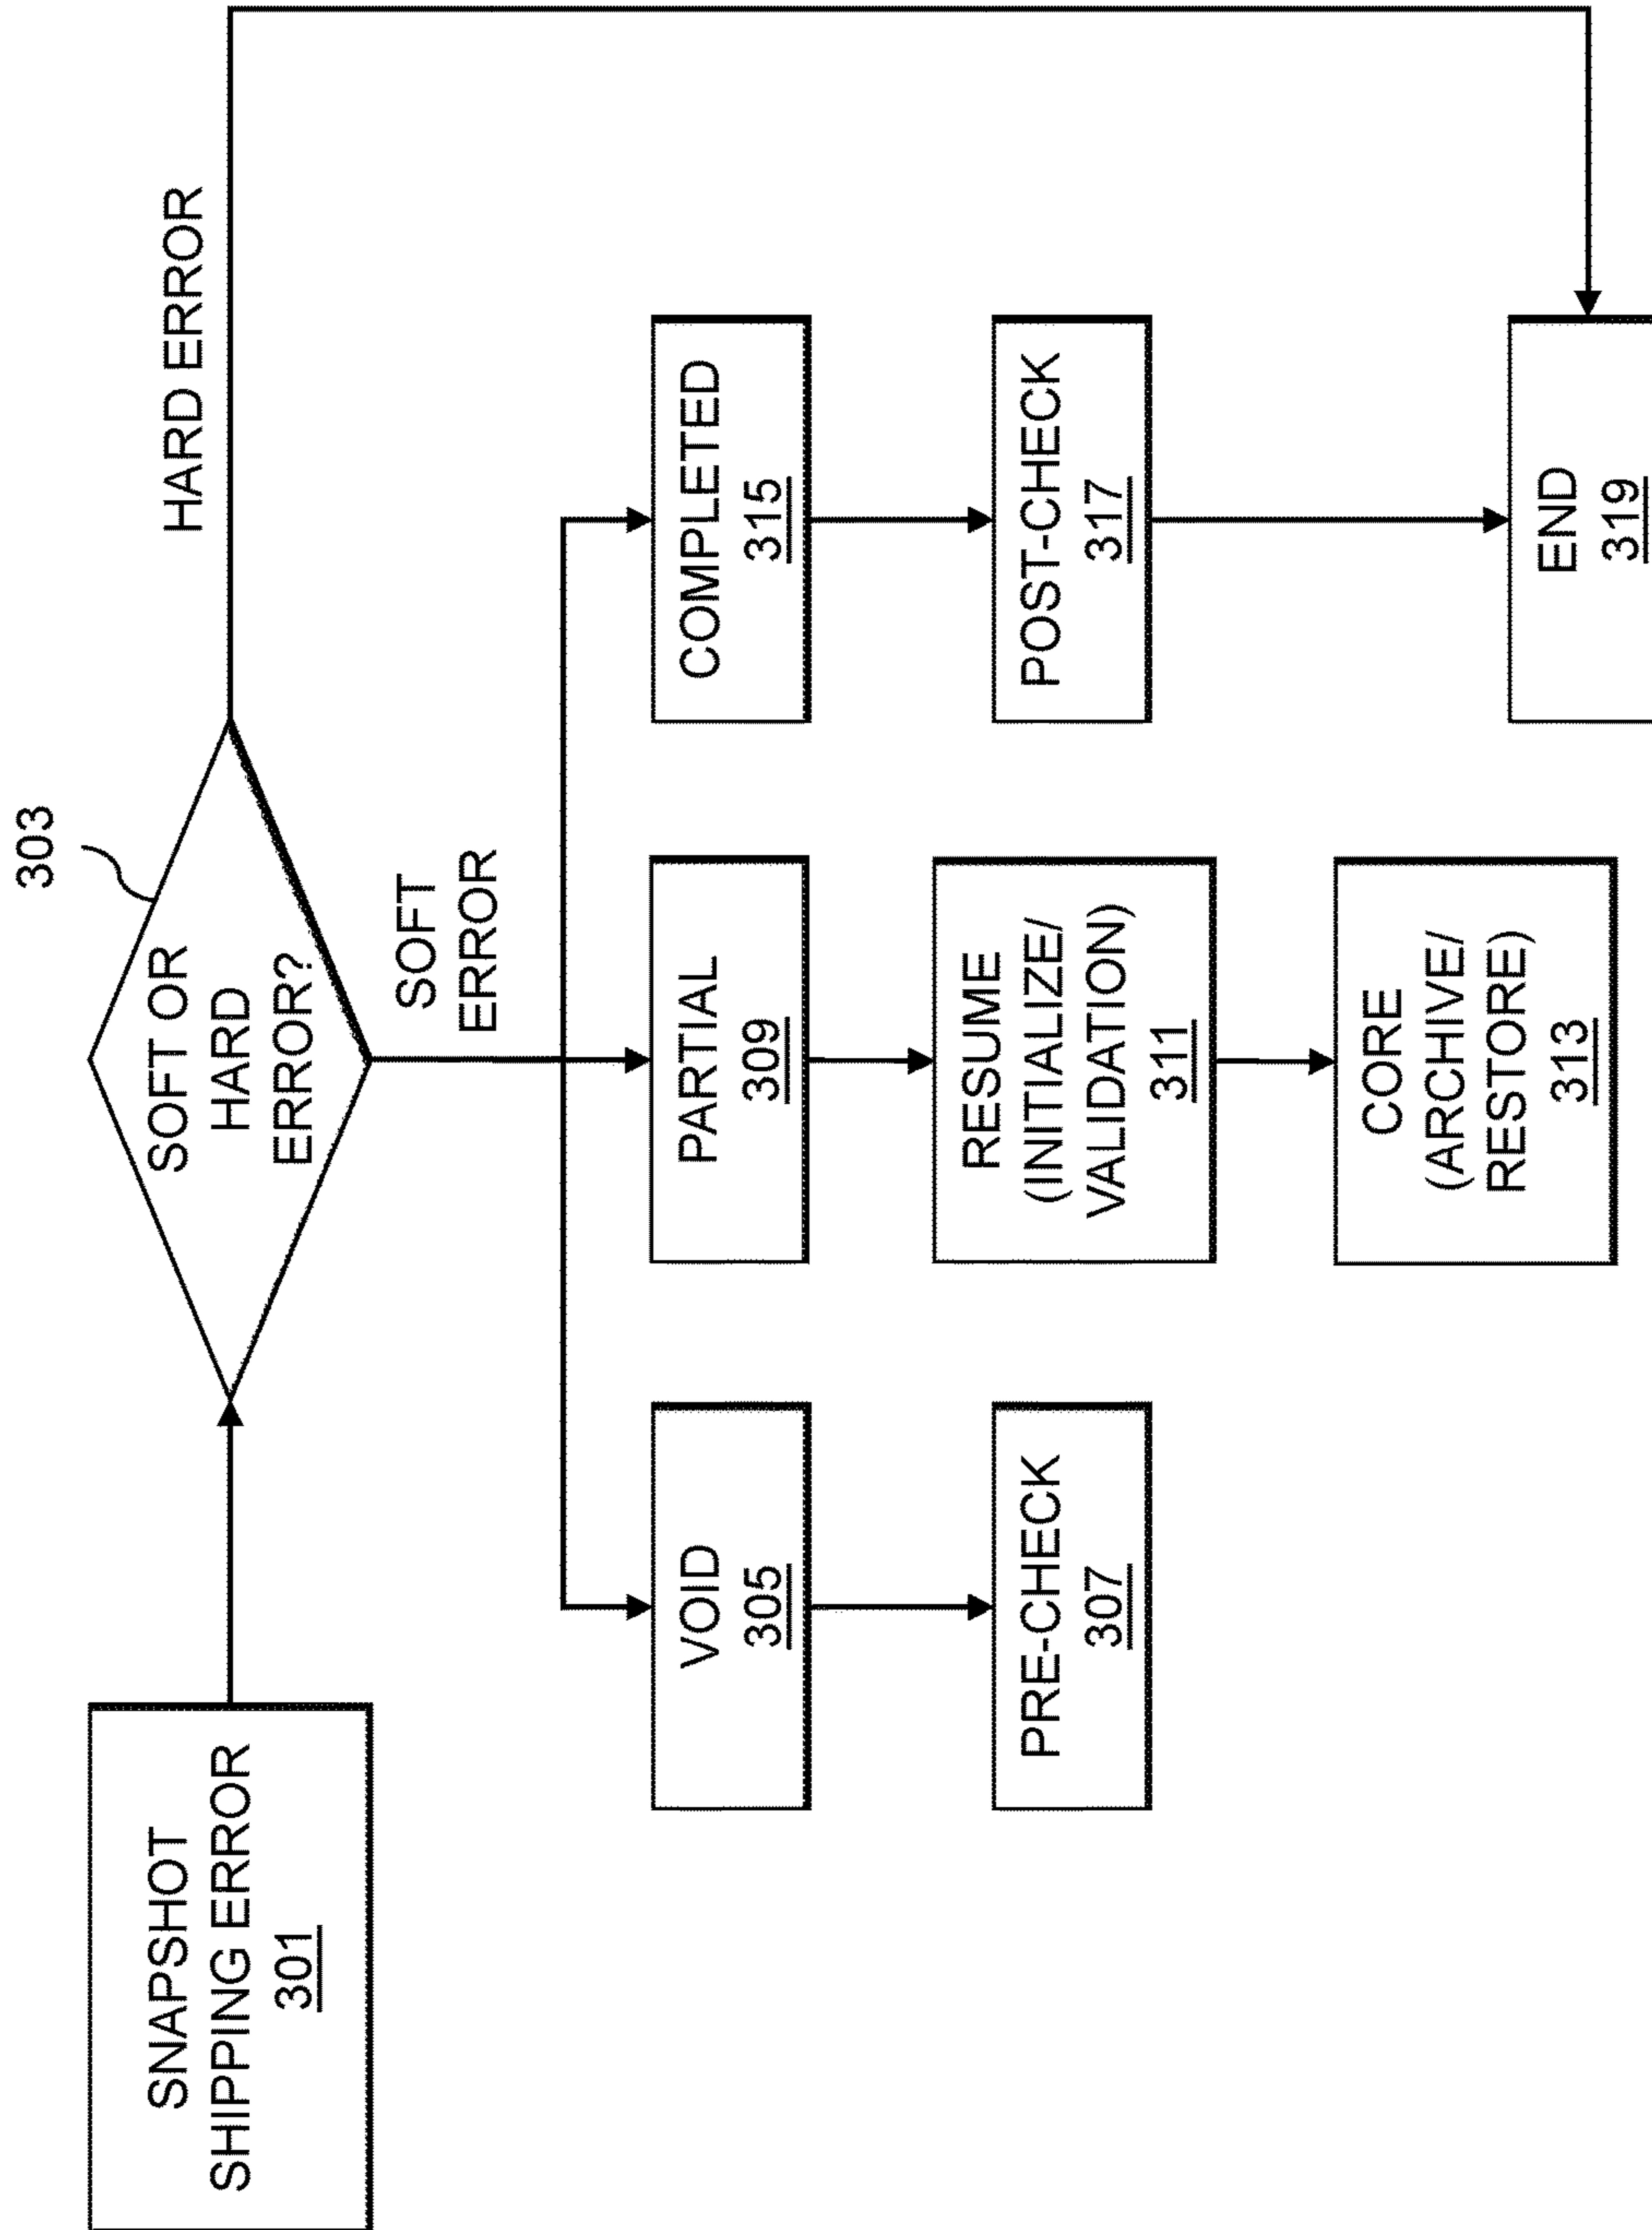 SNAPSHOT
SHIPPING ERROR
301
303
SOFT OR
HARD
ERROR?
HARD ERROR
SOFT
ERROR
VOID
305
PARTIAL
309
COMPLETED
315
PRE-CHECK
307
RESUME
(INITIALIZE/
VALIDATION)
311
POST-CHECK
317
CORE
(ARCHIVE/
RESTORE)
313
END
319